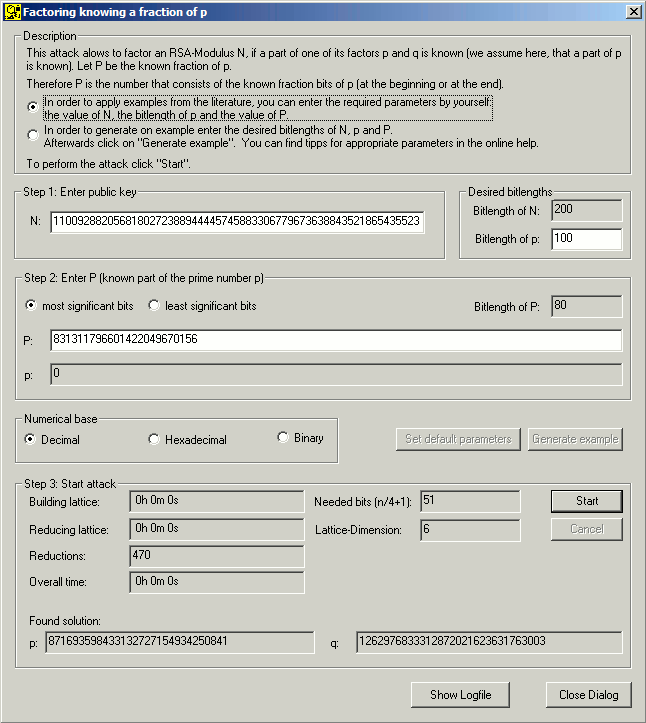 Factoring knowing a fraction of p
Description
This attack alows to factor an RSA-Modulus N, if a part of one of its factors p and q is known (we assume here, that a part of p
is known). Let P be the known fraction of p.
Therefore P is the number that consists of the known fraction bits of p (at the beginning or at the end).
In order to apply examples from the literature, you can enter the required parameters by yourself:
the value of N, the bitlength of p and the value of P.
In order to generate on example enter the desired bitlengths of N, p and P.
Afterwards click on "Generate example". You can find tipps for appropriate parameters in the online help.
To perform the attack click "Start".
Step 1: Enter public key
N: 1100928820568180272388944445745883306779673638843521865435523
Desired bitlengths
Bitlength of N: 200
Bitlength of p: 100
Step 2: Enter P (known part of the prime number p)
most significant bits
least significant bits
Bitlength of P: 80
P: 831311796601422049670156
p: 0
Numerical base
Decimal
Hexadecimal
Binary
Set default parameters
Generate example
Step 3: Start attack
Building lattice: 0h 0m 0s
Needed bits (n/4+1): 51
Start
Reducing lattice: 0h 0m 0s
Lattice-Dimension: 6
Cancel
Reductions: 470
Overall time: 0h 0m 0s
Found solution:
p: 871693598433132727154934250841
q: 1262976833312872021623631763003
Show Logfile
Close Dialog